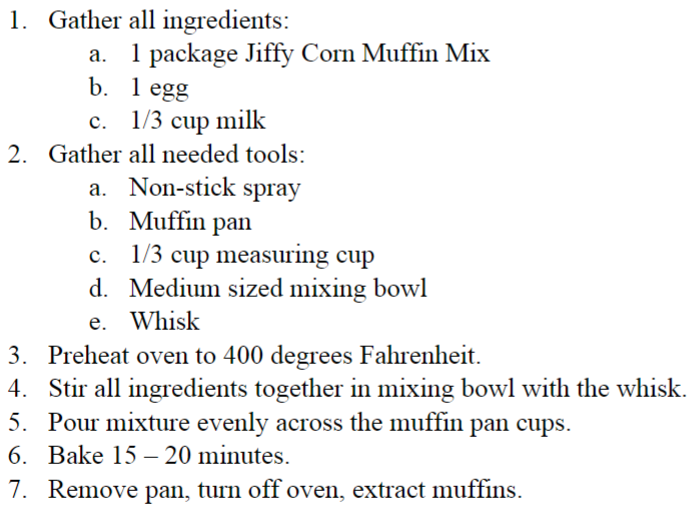 1. Gather all ingredients:
a. 1 package Jiffy Corn Muffin Mix
b. 1 egg
c. 1/3 cup milk
2. Gather all needed tools:
a. Non-stick spray
b. Muffin pan
c. 1/3 cup measuring cup
d. Medium sized mixing bowl
e. Whisk
3. Preheat oven to 400 degrees Fahrenheit.
4. Stir all ingredients together in mixing bowl with the whisk.
5. Pour mixture evenly across the muffin pan cups.
6. Bake 15 – 20 minutes.
7. Remove pan, turn off oven, extract muffins.